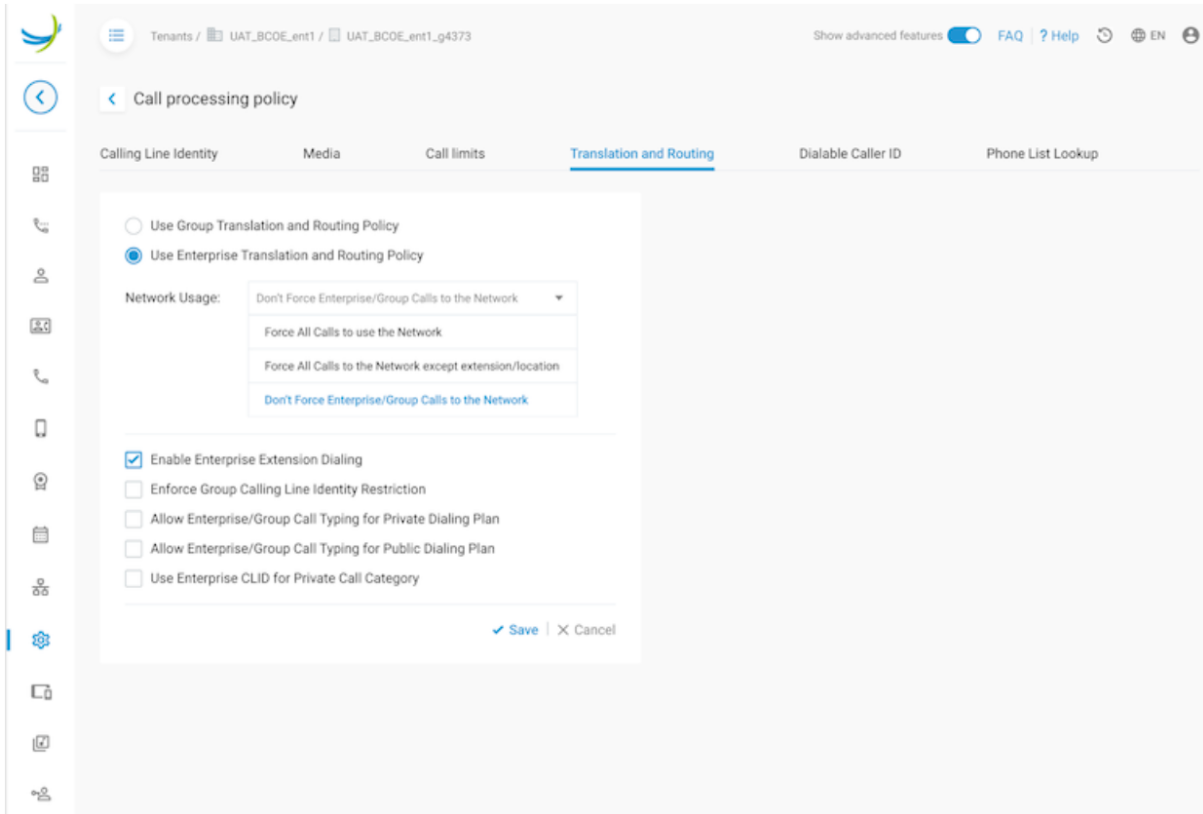 Tenants / UAT_BCOE_ent1 / UAT_BCOE_ent1_g4373
Show advanced features FAQ ? Help EN
Call processing policy
Calling Line Identity Media Call limits Translation and Routing Dialable Caller ID Phone List Lookup
Use Group Translation and Routing Policy
Use Enterprise Translation and Routing Policy
Network Usage: Don't Force Enterprise/Group Calls to the Network
Force All Calls to use the Network
Force All Calls to the Network except extension/location
Don't Force Enterprise/Group Calls to the Network
Enable Enterprise Extension Dialing
Enforce Group Calling Line Identity Restriction
Allow Enterprise/Group Call Typing for Private Dialing Plan
Allow Enterprise/Group Call Typing for Public Dialing Plan
Use Enterprise CLID for Private Call Category
Save Cancel